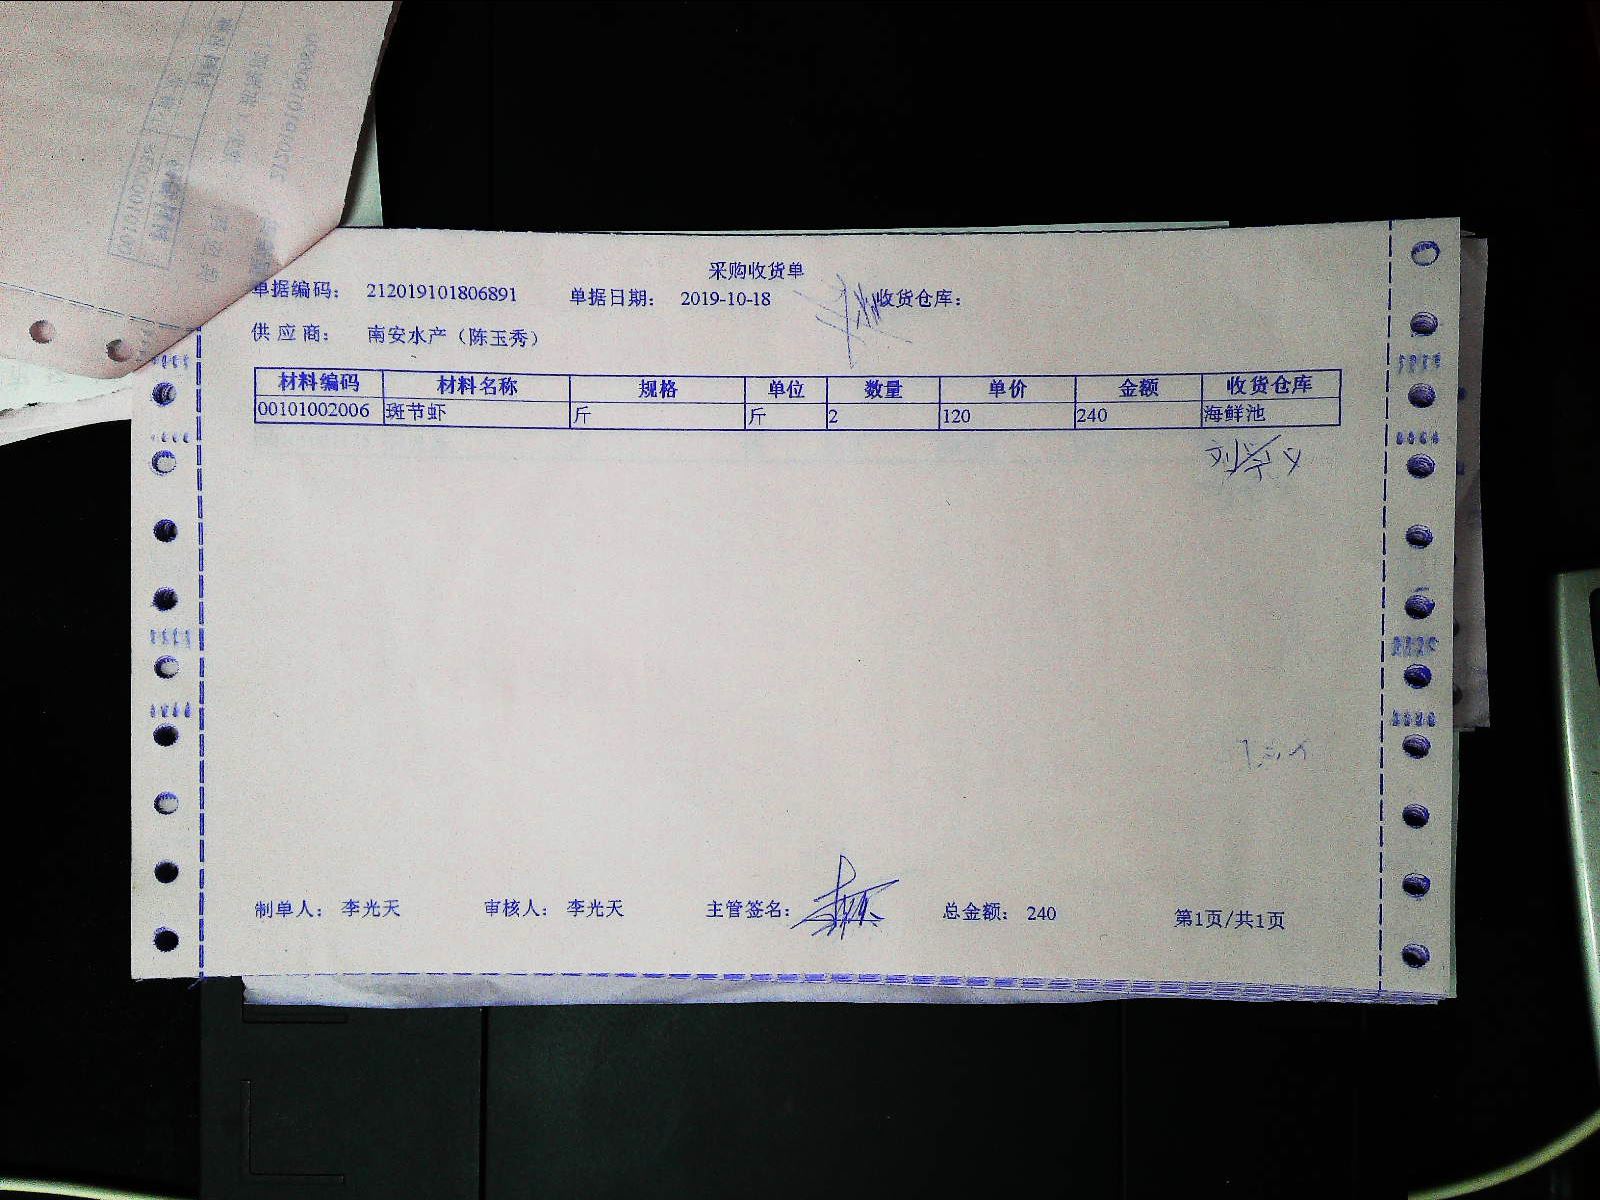 采购收货单
单据编码： 212019101806891 单据日期： 2019-10-18 收货仓库：
供 应 商： 南安水产（陈玉秀）
材料编码 材料名称 规格 单位 数量 单价 金额 收货仓库
00101002006 斑节虾 斤 斤 2 120 240 海鲜池
制单人： 李光天 审核人： 李光天 主管签名： 总金额： 240 第1页/共1页